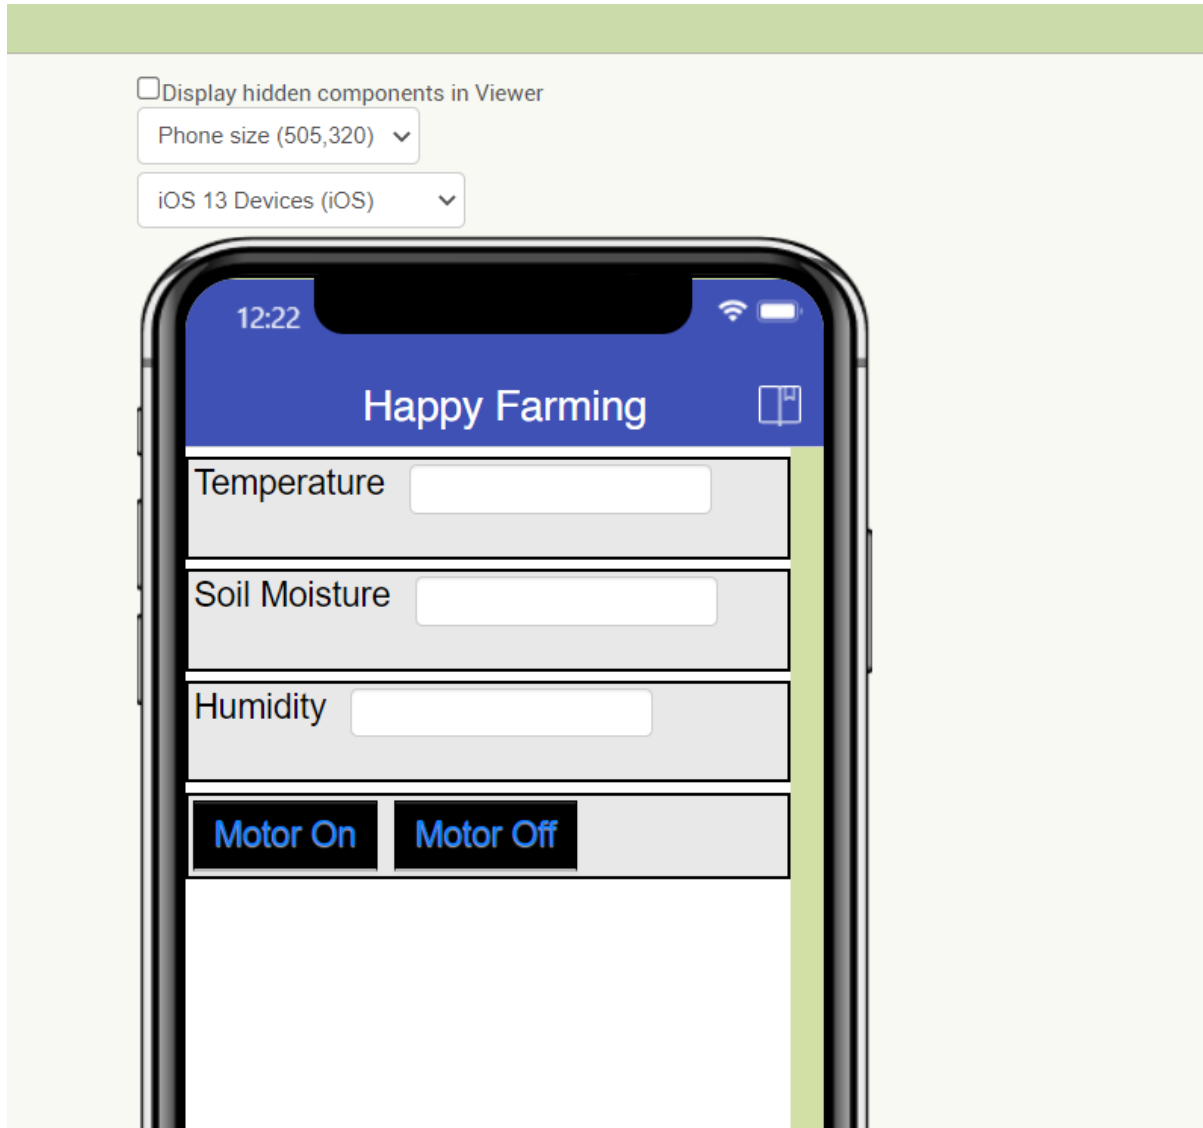 Display hidden components in Viewer
Phone size (505,320)
iOS 13 Devices (iOS)
12:22
Happy Farming
Temperature
Soil Moisture
Humidity
Motor On Motor Off